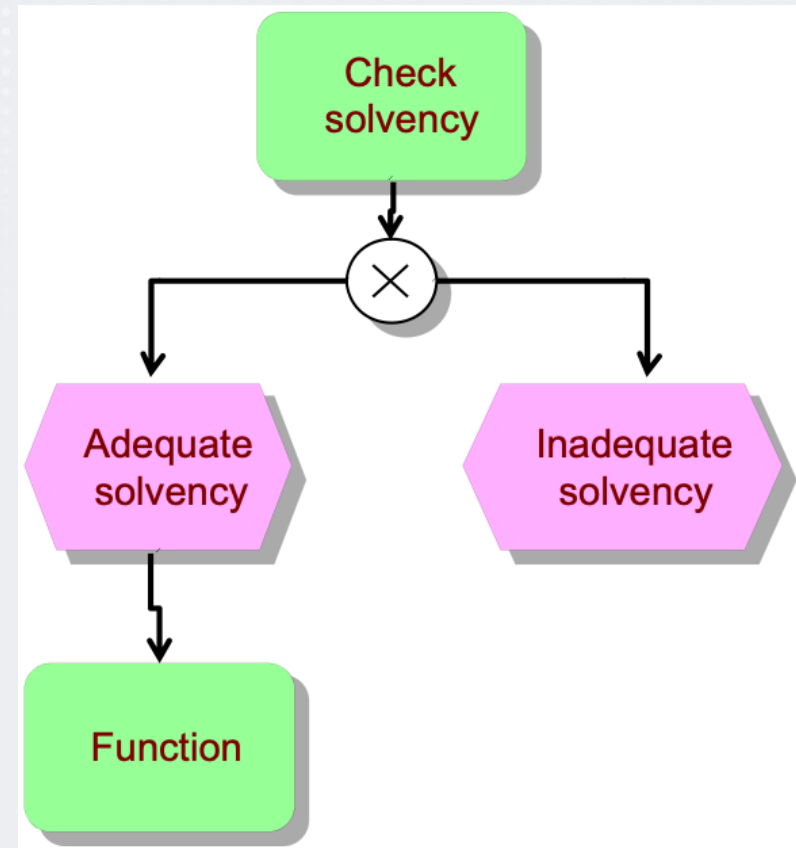 Check
solvency
Adequate
solvency
Inadequate
solvency
Function